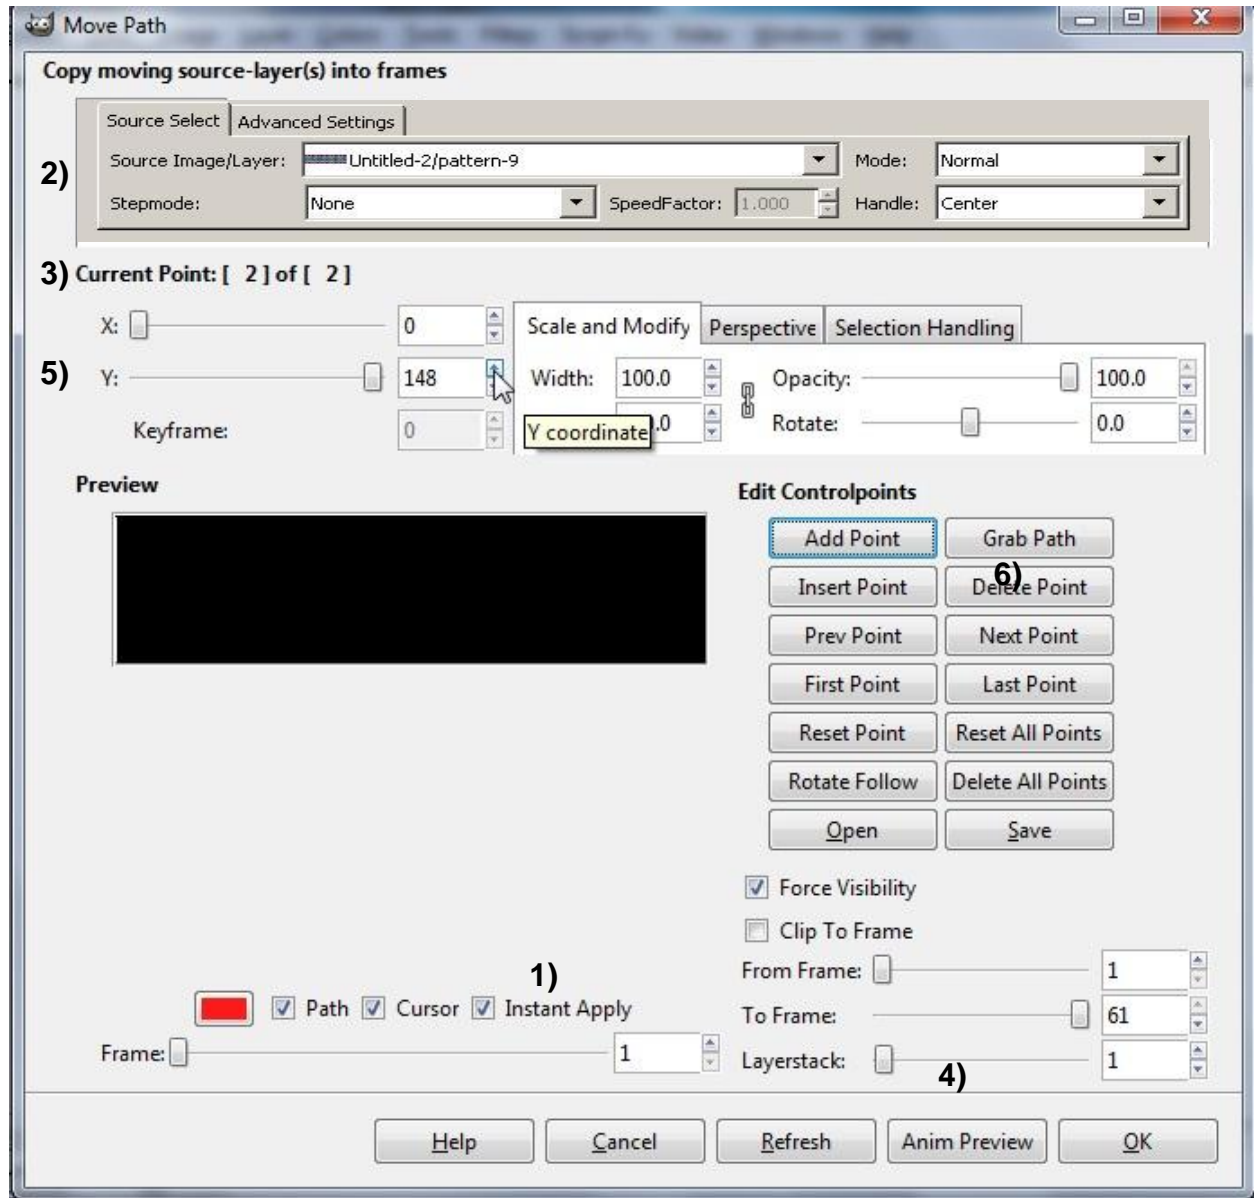 Move Path
Copy moving source-layer(s) into frames
Source Select Advanced Settings
2) Source Image/Layer: Untitled-2/pattern-9 Mode: Normal
Stepmode: None SpeedFactor: 1.000 Handle: Center
3) Current Point: [ 2 ] of [ 2 ]
X: 0 Scale and Modify Perspective Selection Handling
5) Y: 148 Width: 100.0 Opacity: 100.0
Keyframe: 0 Y coordinate .0 Rotate: 0.0
Preview
Edit Controlpoints
Add Point Grab Path
6)
Insert Point Delete Point
Prev Point Next Point
First Point Last Point
Reset Point Reset All Points
Rotate Follow Delete All Points
Open Save
Force Visibility
Clip To Frame
1) From Frame: 1
Path Cursor Instant Apply To Frame: 61
Frame: 1 Layerstack: 1
4)
Help Cancel Refresh Anim Preview OK